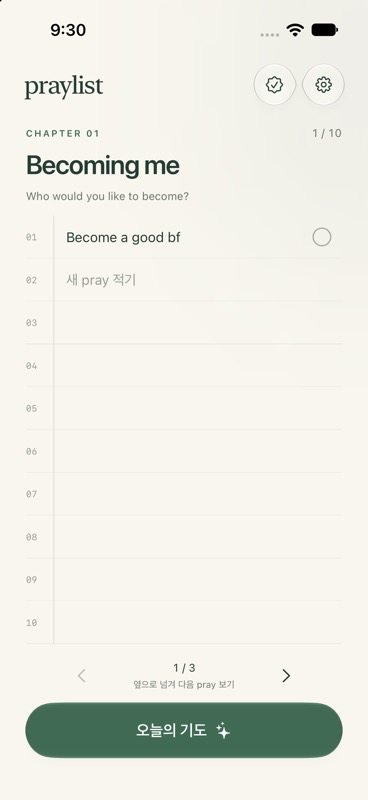 9:30
praylist
CHAPTER 01
1 / 10
Becoming me
Who would you like to become?
01 Become a good bf
02 새 pray 적기
03
04
05
06
07
08
09
10
1 / 3
옆으로 넘겨 다음 pray 보기
오늘의 기도